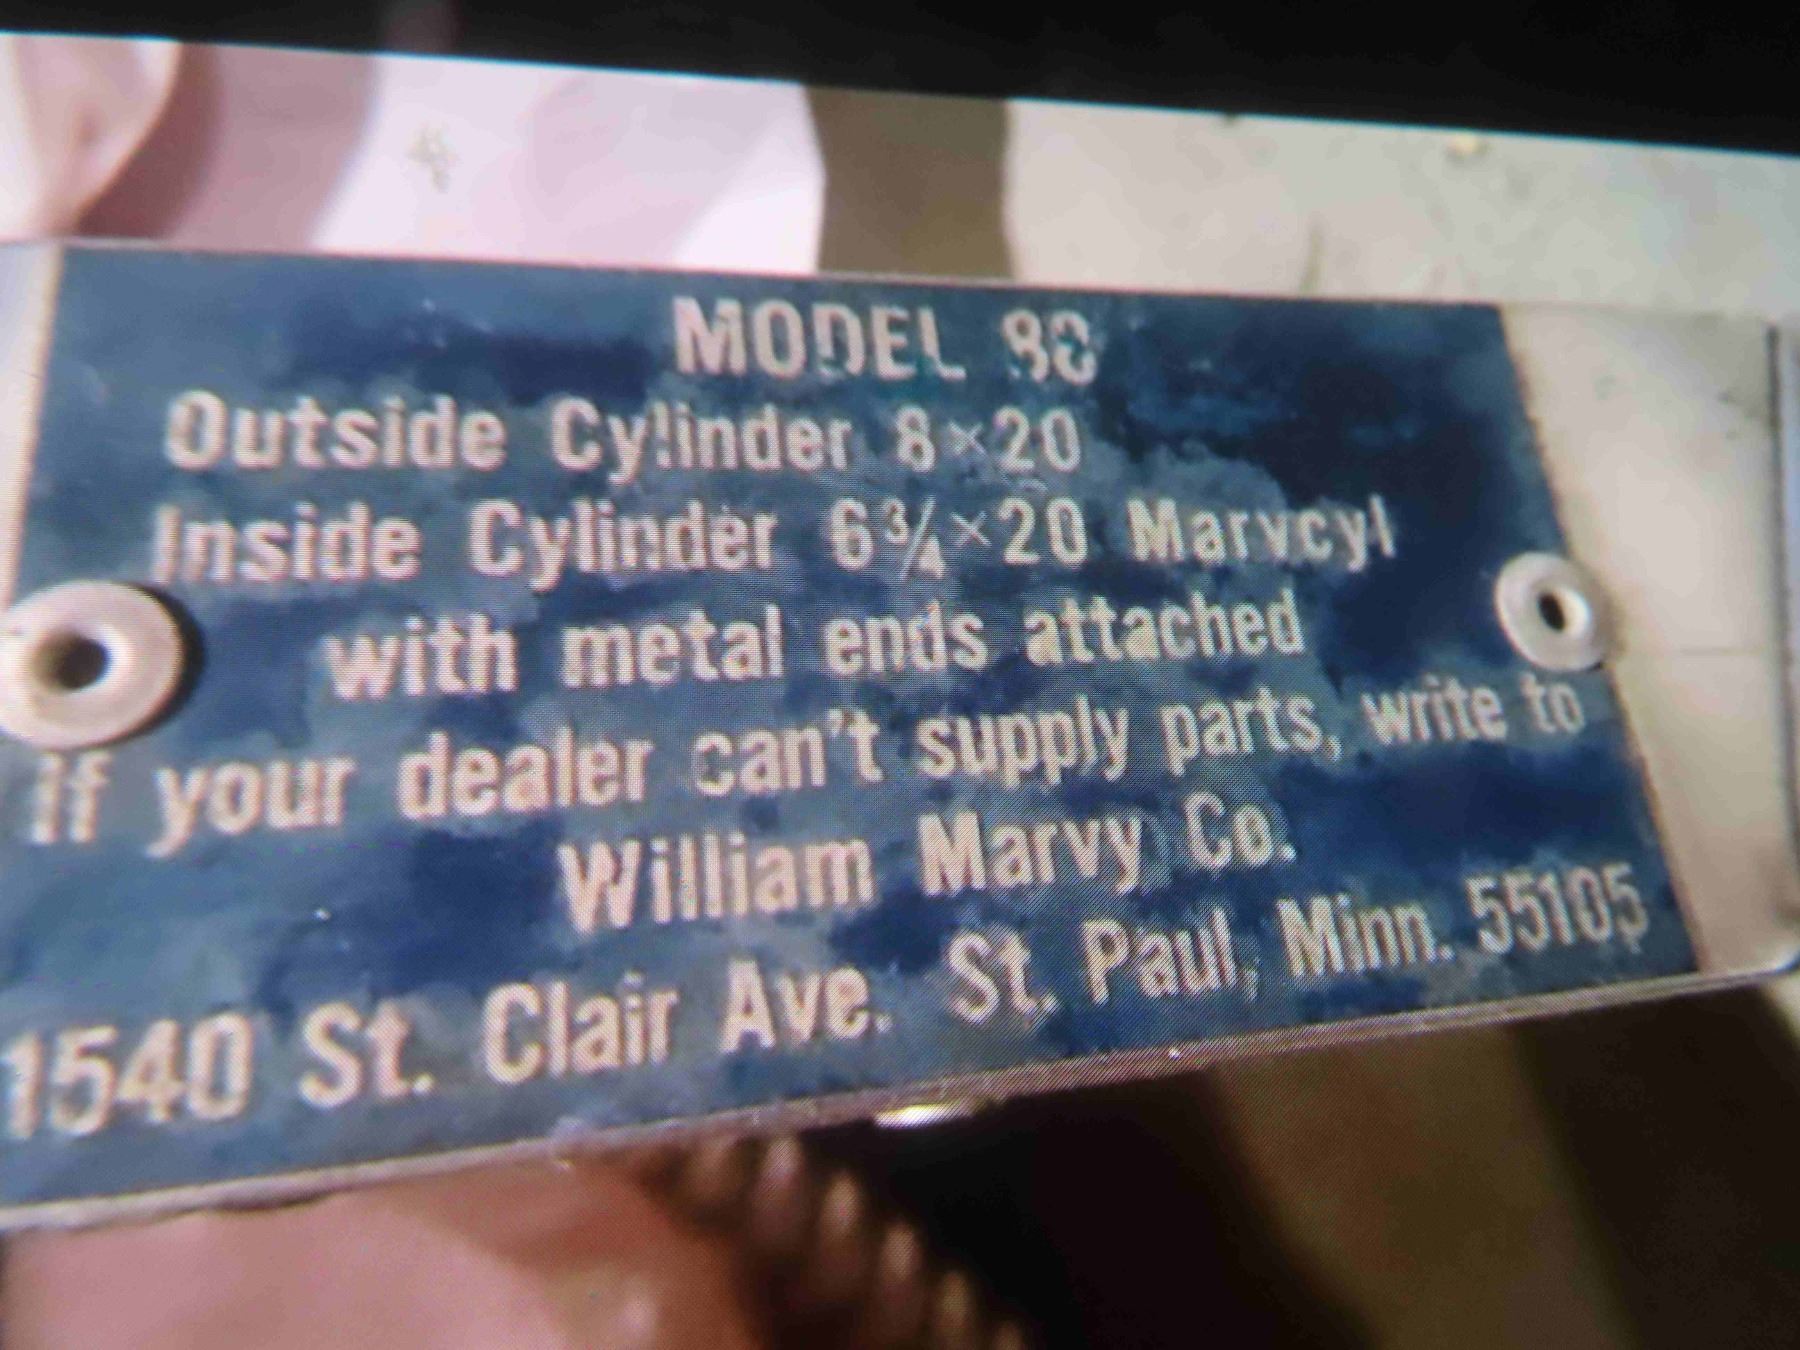 MODEL 80
Outside Cylinder 8×20
Inside Cylinder 6¾×20 Marvcyl
with metal ends attached
If your dealer can't supply parts, write to
William Marvy Co.
1540 St. Clair Ave. St. Paul, Minn. 55105